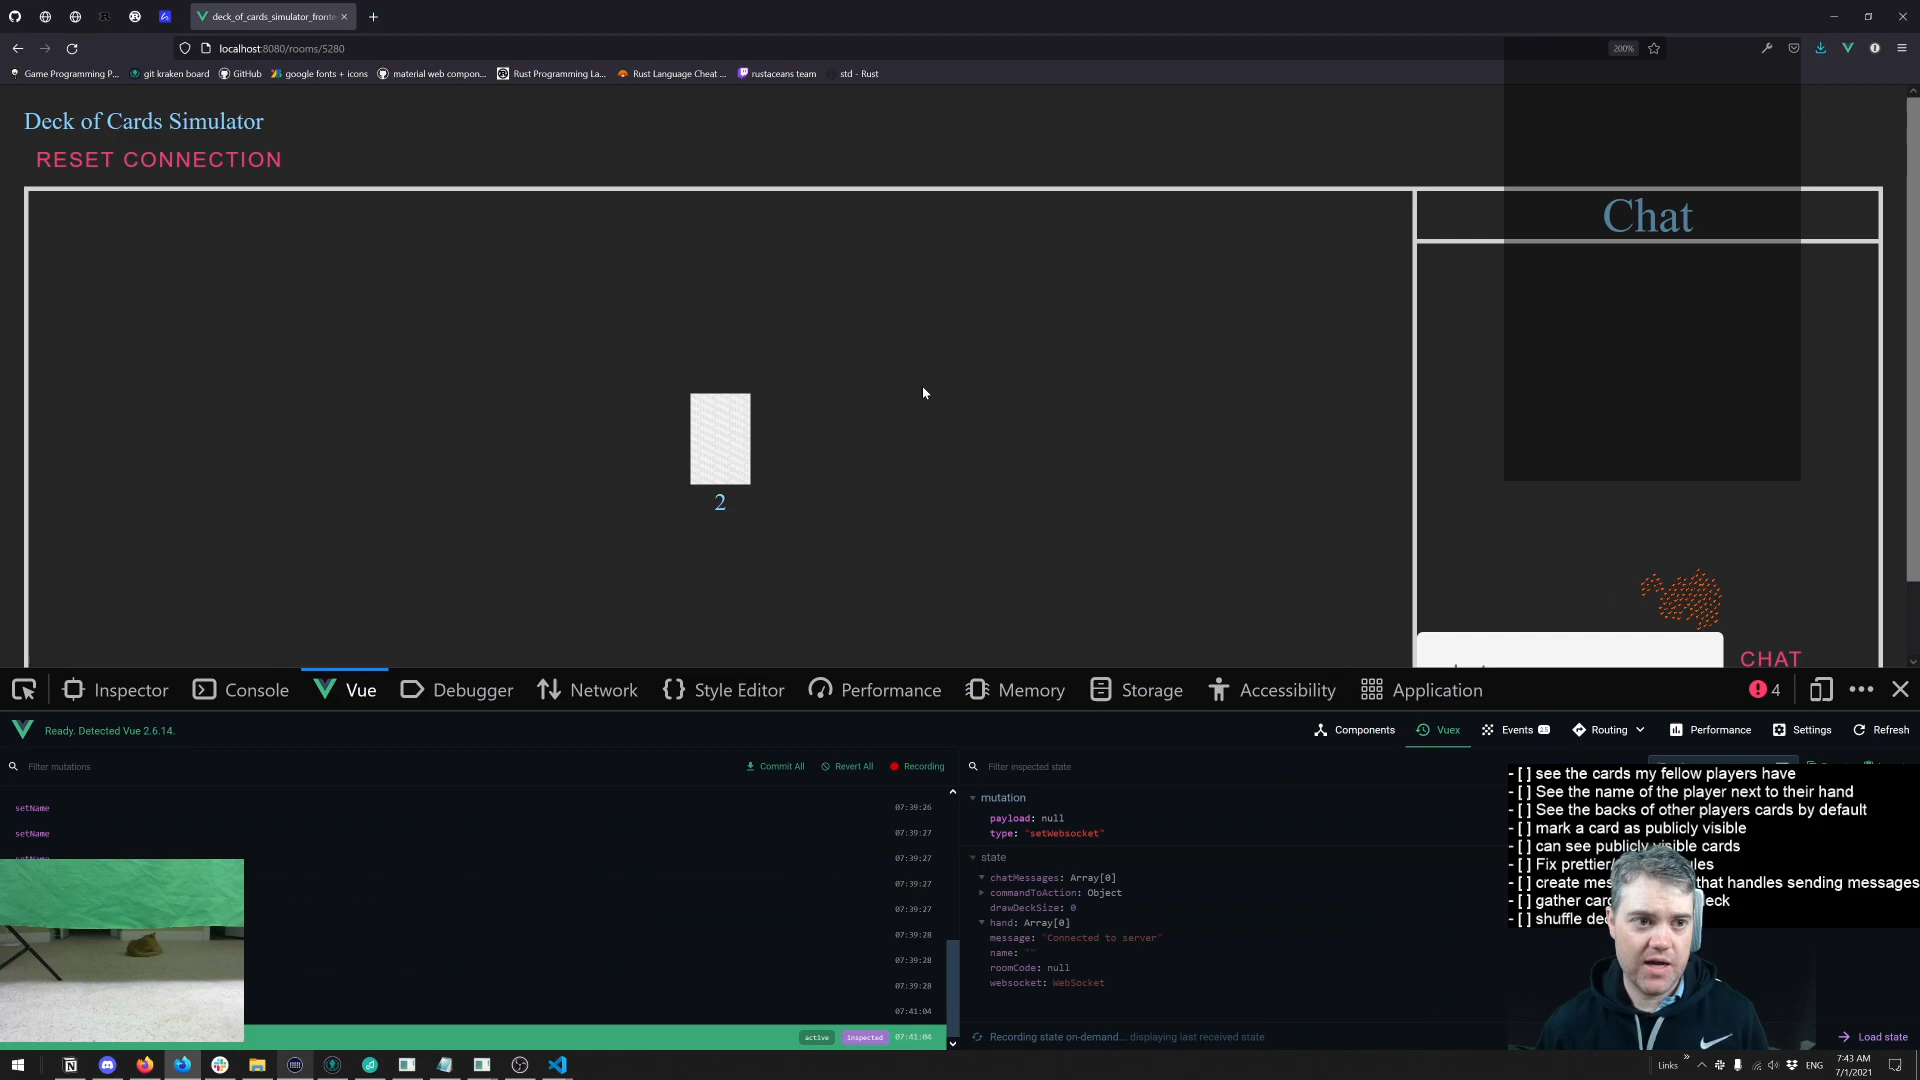 deck_of_cards_simulator_fronte
localhost:8080/rooms/5280
200%
Game Programming P...
git kraken board
GitHub
google fonts + icons
material web compon...
Rust Programming La...
Rust Language Cheat ...
rustaceans team
std - Rust
Deck of Cards Simulator
RESET CONNECTION
Chat
2
CHAT
Inspector
Console
Vue
Debugger
Network
Style Editor
Performance
Memory
Storage
Accessibility
Application
4
Ready. Detected Vue 2.6.14.
Components
Vuex
Events
Routing
Performance
Settings
Refresh
Filter mutations
Commit All
Revert All
Recording
Filter inspected state
setName 07:39:26
setName 07:39:27
07:39:27
07:39:27
07:39:27
07:39:28
07:39:28
07:39:28
07:41:04
active inspected 07:41:04
mutation
payload: null
type: "setWebsocket"
state
chatMessages: Array[0]
commandToAction: Object
drawDeckSize: 0
hand: Array[0]
message: "Connected to server"
name: ""
roomCode: null
websocket: WebSocket
Recording state on-demand... displaying last received state
Load state
- [ ] see the cards my fellow players have
- [ ] See the name of the player next to their hand
- [ ] See the backs of other players cards by default
- [ ] mark a card as publicly visible
- [ ] can see publicly visible cards
- [ ] Fix prettier/
- [ ] create mes that handles sending messages
- [ ] gather car eck
- [ ] shuffle de
Links
ENG
7:43 AM
7/1/2021